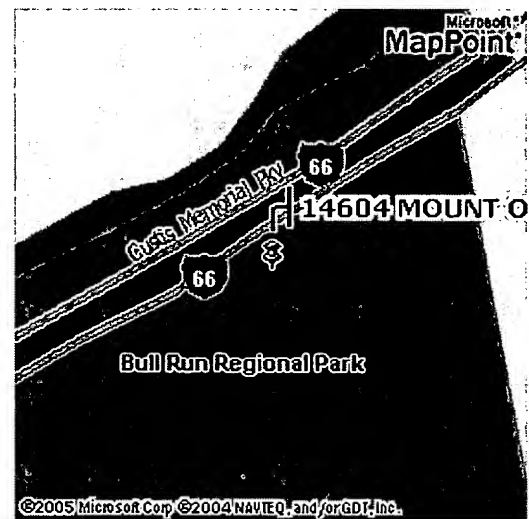 Microsoft®
MapPoint®
66
Custis Memorial Pky
14604 MOUNT O
66
Bull Run Regional Park
©2005 Microsoft Corp ©2004 NAVTEQ, and/or GDT, Inc.